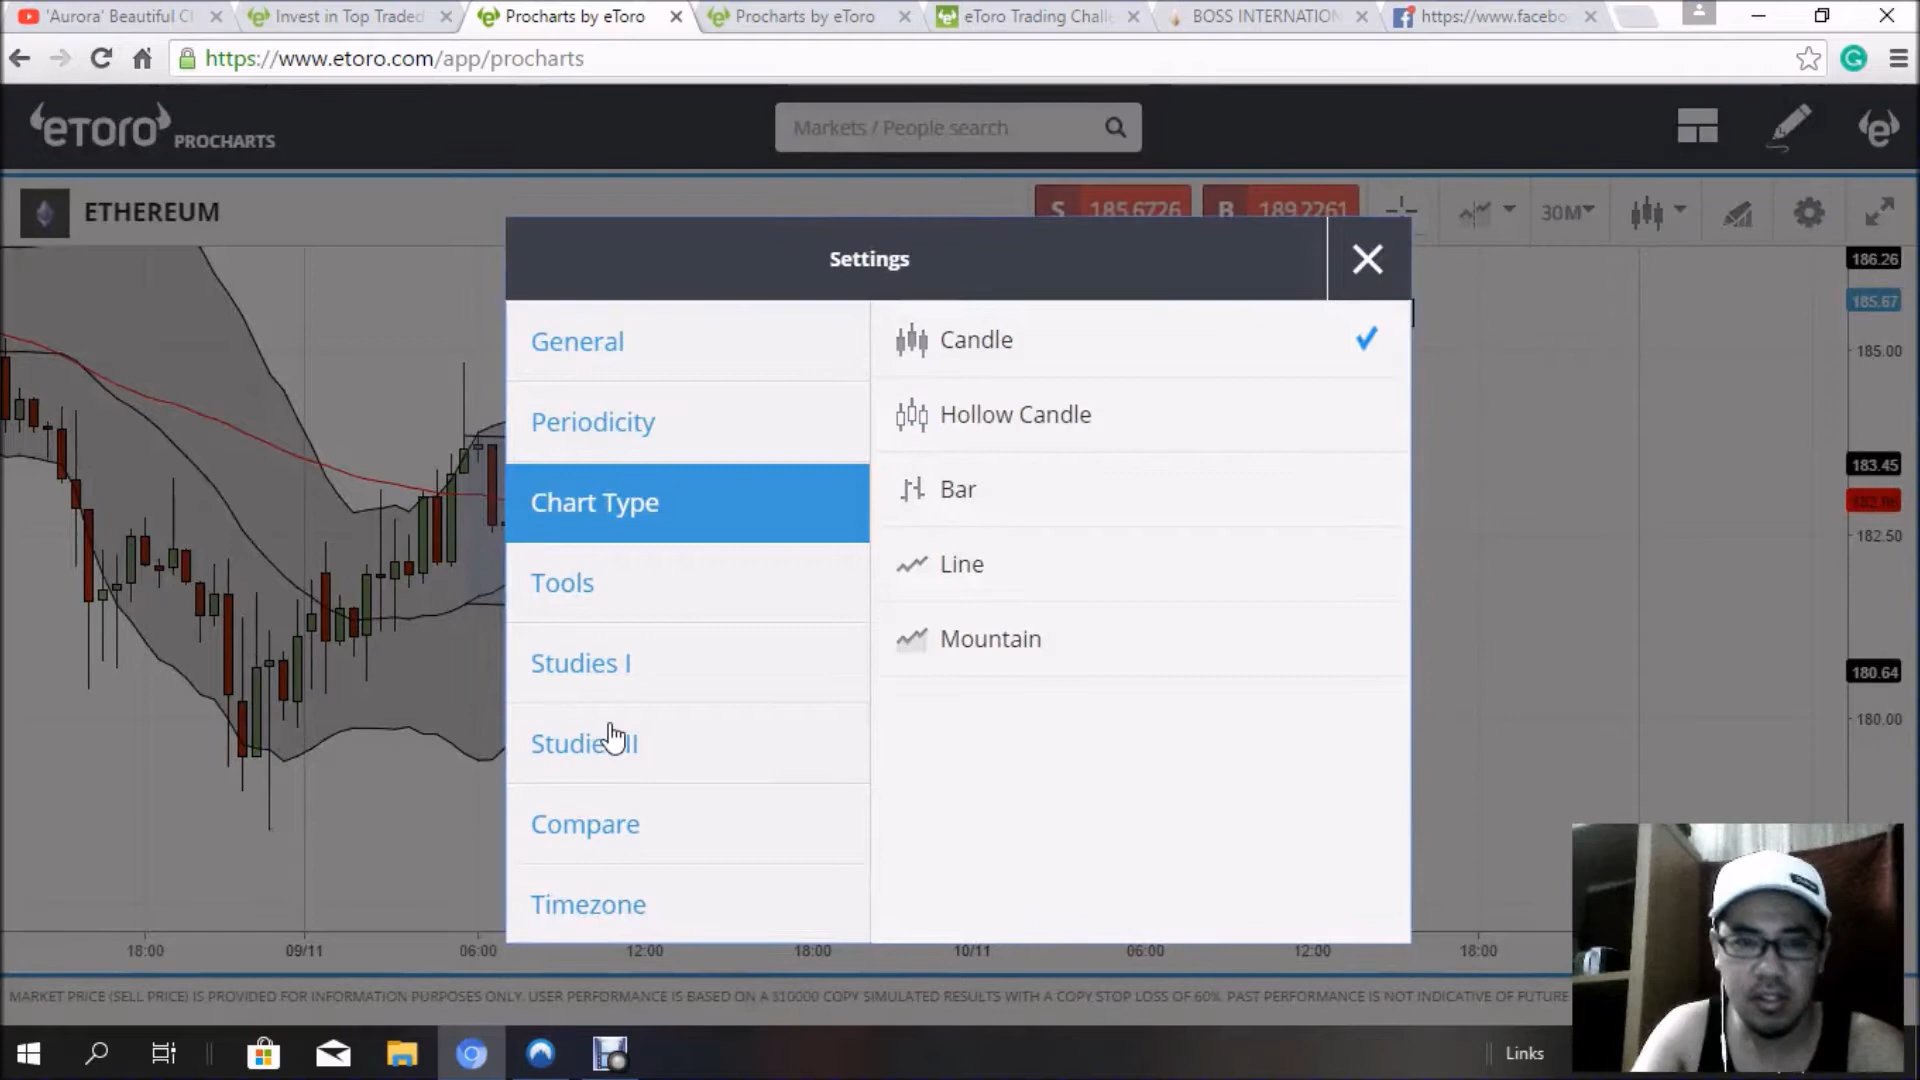 'Aurora' Beautiful Cl
Invest in Top Traded
Procharts by eToro
Procharts by eToro
eToro Trading Challe
BOSS INTERNATION
https://www.facebo
https://www.etoro.com/app/procharts
eToro PROCHARTS
Markets / People search
ETHEREUM
S 185.6726
B 189.2261
30M
Settings
General
Periodicity
Chart Type
Tools
Studies I
Studie II
Compare
Timezone
Candle
Hollow Candle
Bar
Line
Mountain
186.26
185.67
185.00
183.45
182.86
182.50
180.64
180.00
18:00
09/11
06:00
12:00
18:00
10/11
06:00
12:00
18:00
MARKET PRICE (SELL PRICE) IS PROVIDED FOR INFORMATION PURPOSES ONLY. USER PERFORMANCE IS BASED ON A $10000 COPY SIMULATED RESULTS WITH A COPY STOP LOSS OF 60%. PAST PERFORMANCE IS NOT INDICATIVE OF FUTURE
Links